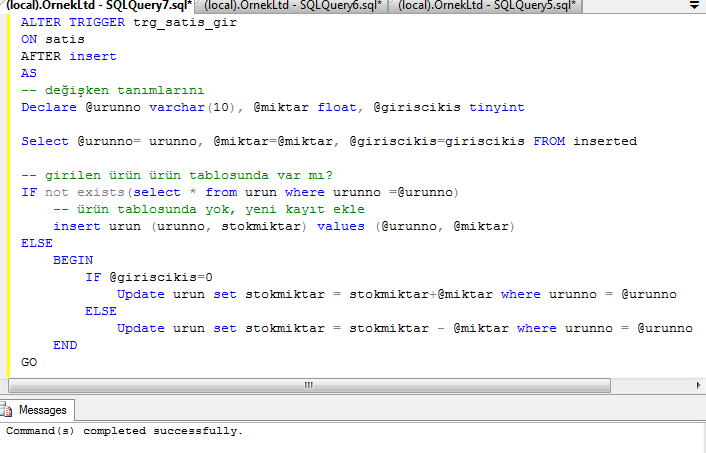 (local).OrnekLtd - SQLQuery7.sql* (local).OrnekLtd - SQLQuery6.sql* (local).OrnekLtd - SQLQuery5.sql*
ALTER TRIGGER trg_satis_gir
ON satis
AFTER insert
AS
-- değişken tanımlarını
Declare @urunno varchar(10), @miktar float, @giriscikis tinyint
Select @urunno= urunno, @miktar=@miktar, @giriscikis=giriscikis FROM inserted
-- girilen ürün ürün tablosunda var mı?
IF not exists(select * from urun where urunno =@urunno)
-- ürün tablosunda yok, yeni kayıt ekle
insert urun (urunno, stokmiktar) values (@urunno, @miktar)
ELSE
BEGIN
IF @giriscikis=0
Update urun set stokmiktar = stokmiktar+@miktar where urunno = @urunno
ELSE
Update urun set stokmiktar = stokmiktar - @miktar where urunno = @urunno
END
GO
Messages
Command(s) completed successfully.